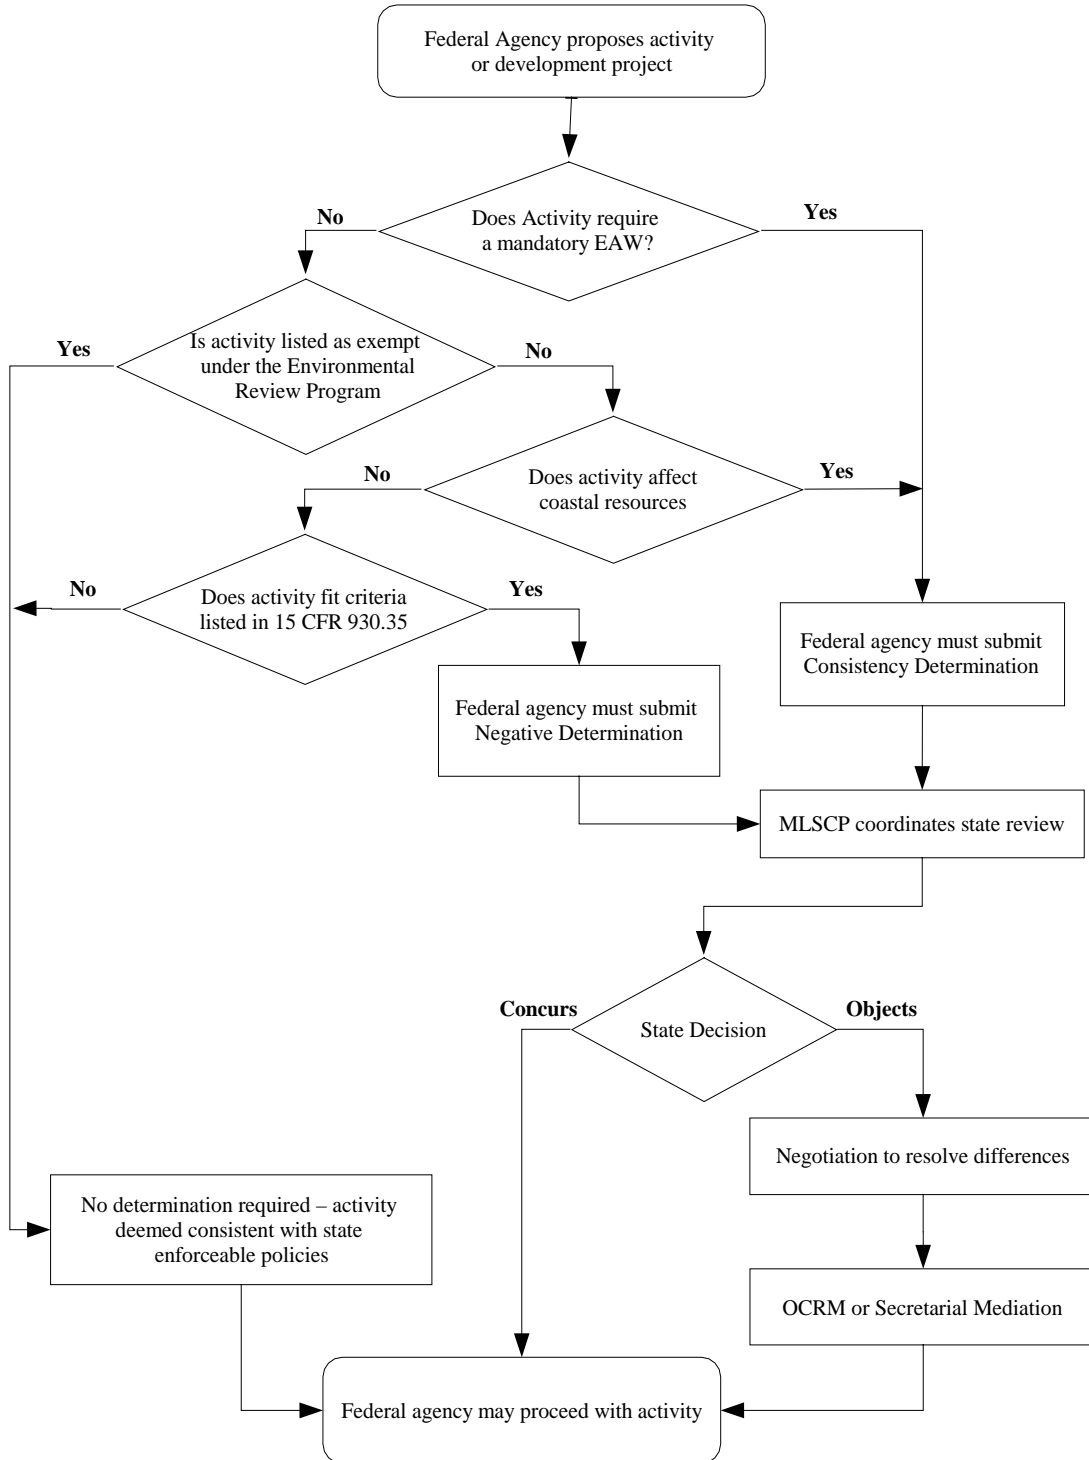 Federal Agency proposes activity
or development project
Does Activity require
a mandatory EAW?
No
Yes
Is activity listed as exempt
under the Environmental
Review Program
Yes
No
Does activity affect
coastal resources
No
Yes
Does activity fit criteria
listed in 15 CFR 930.35
No
Yes
Federal agency must submit
Consistency Determination
Federal agency must submit
Negative Determination
MLSCP coordinates state review
Concurs
Objects
State Decision
Negotiation to resolve differences
No determination required – activity
deemed consistent with state
enforceable policies
OCRM or Secretarial Mediation
Federal agency may proceed with activity